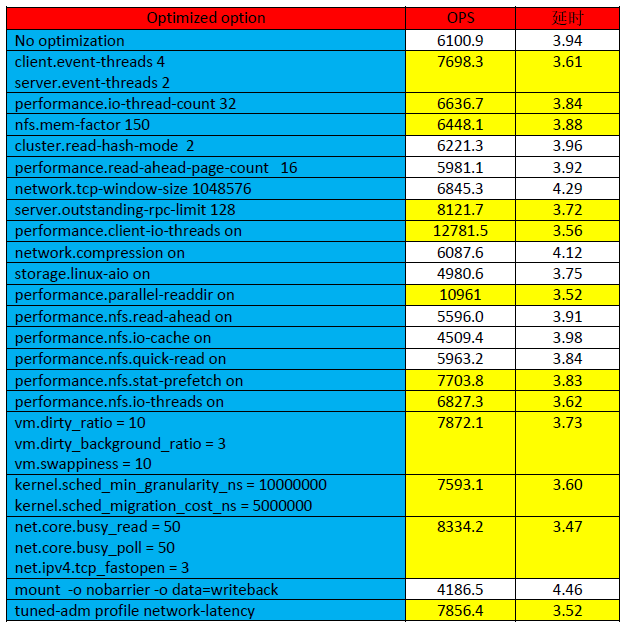 Optimized option OPS 延时
No optimization 6100.9 3.94
client.event-threads 4 7698.3 3.61
server.event-threads 2
performance.io-thread-count 32 6636.7 3.84
nfs.mem-factor 150 6448.1 3.88
cluster.read-hash-mode 2 6221.3 3.96
performance.read-ahead-page-count 16 5981.1 3.92
network.tcp-window-size 1048576 6845.3 4.29
server.outstanding-rpc-limit 128 8121.7 3.72
performance.client-io-threads on 12781.5 3.56
network.compression on 6087.6 4.12
storage.linux-aio on 4980.6 3.75
performance.parallel-readdir on 10961 3.52
performance.nfs.read-ahead on 5596.0 3.91
performance.nfs.io-cache on 4509.4 3.98
performance.nfs.quick-read on 5963.2 3.84
performance.nfs.stat-prefetch on 7703.8 3.83
performance.nfs.io-threads on 6827.3 3.62
vm.dirty_ratio = 10 7872.1 3.73
vm.dirty_background_ratio = 3
vm.swappiness = 10
kernel.sched_min_granularity_ns = 10000000 7593.1 3.60
kernel.sched_migration_cost_ns = 5000000
net.core.busy_read = 50 8334.2 3.47
net.core.busy_poll = 50
net.ipv4.tcp_fastopen = 3
mount -o nobarrier -o data=writeback 4186.5 4.46
tuned-adm profile network-latency 7856.4 3.52